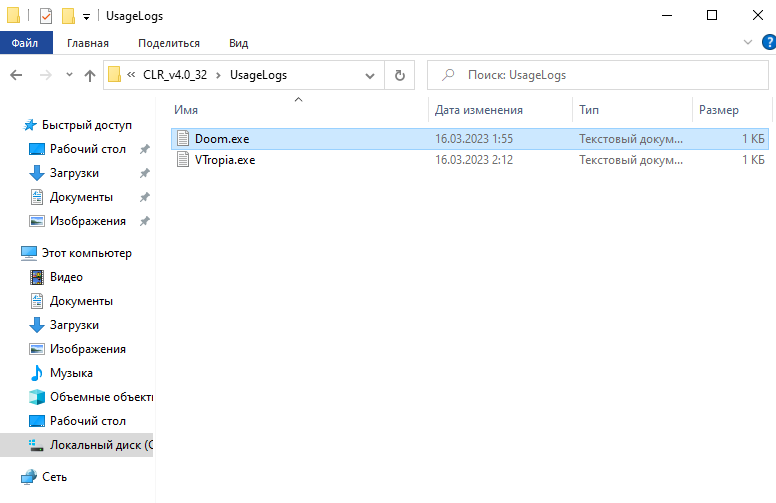 UsageLogs
Файл Главная Поделиться Вид
« CLR_v4.0_32 › UsageLogs Поиск: UsageLogs
Имя Дата изменения Тип Размер
Doom.exe 16.03.2023 1:55 Текстовый докум... 1 КБ
VTropia.exe 16.03.2023 2:12 Текстовый докум... 1 КБ
Быстрый доступ
Рабочий стол
Загрузки
Документы
Изображения
Этот компьютер
Видео
Документы
Загрузки
Изображения
Музыка
Объемные объекты
Рабочий стол
Локальный диск (C
Сеть